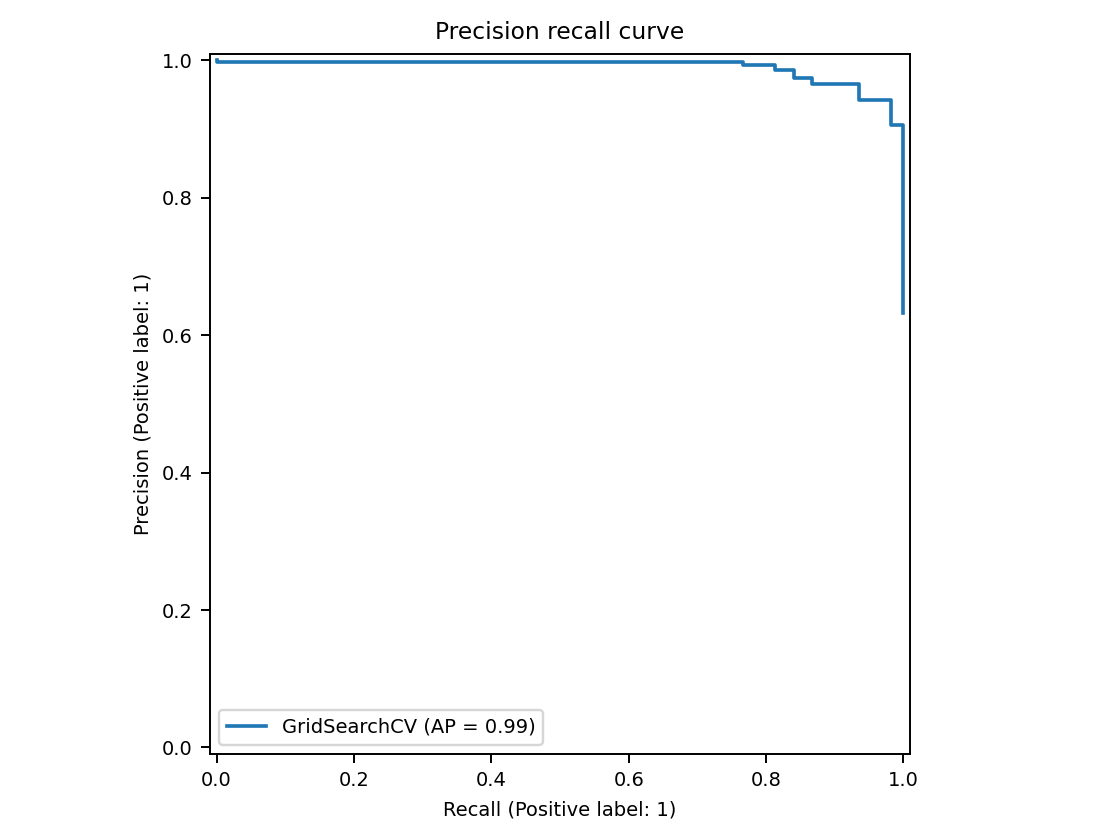 Precision recall curve
1.0
0.8
0.6
0.4
0.2
0.0
Precision (Positive label: 1)
GridSearchCV (AP = 0.99)
0.0 0.2 0.4 0.6 0.8 1.0
Recall (Positive label: 1)